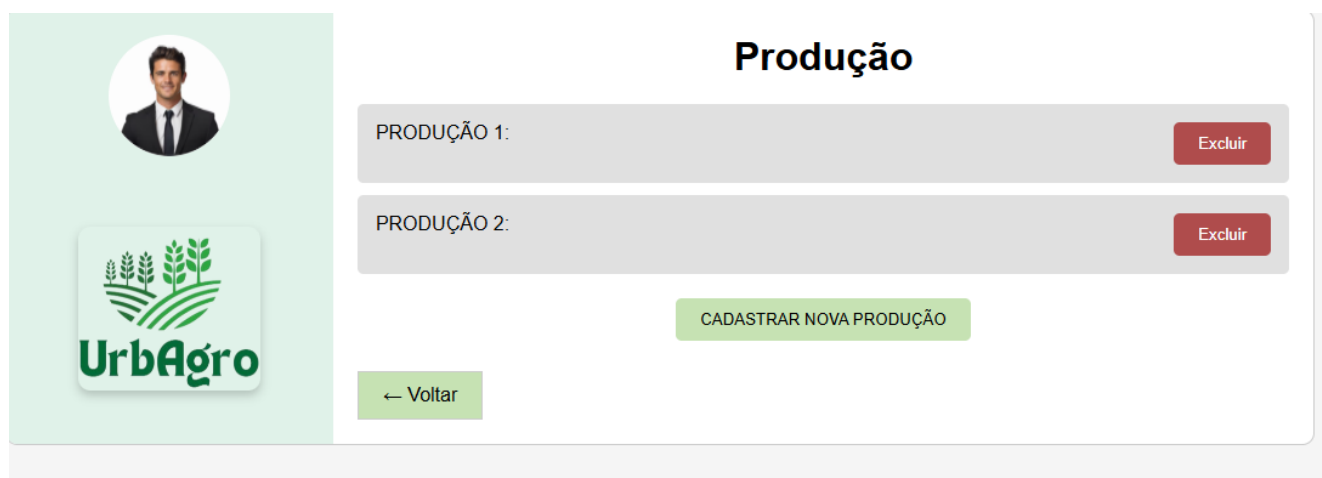 Produção
PRODUÇÃO 1:
Excluir
PRODUÇÃO 2:
Excluir
CADASTRAR NOVA PRODUÇÃO
← Voltar
UrbAgro